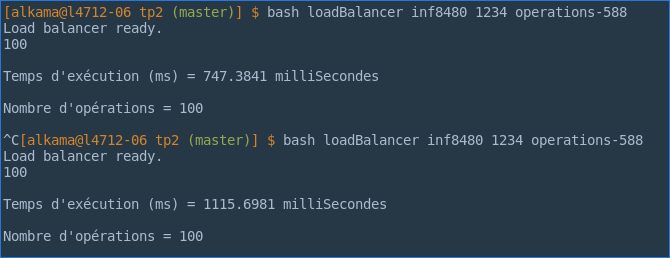 [alkama@l4712-06 tp2 (master)] $ bash loadBalancer inf8480 1234 operations-588
Load balancer ready.
100
Temps d'exécution (ms) = 747.3841 milliSecondes
Nombre d'opérations = 100
^C[alkama@l4712-06 tp2 (master)] $ bash loadBalancer inf8480 1234 operations-588
Load balancer ready.
100
Temps d'exécution (ms) = 1115.6981 milliSecondes
Nombre d'opérations = 100